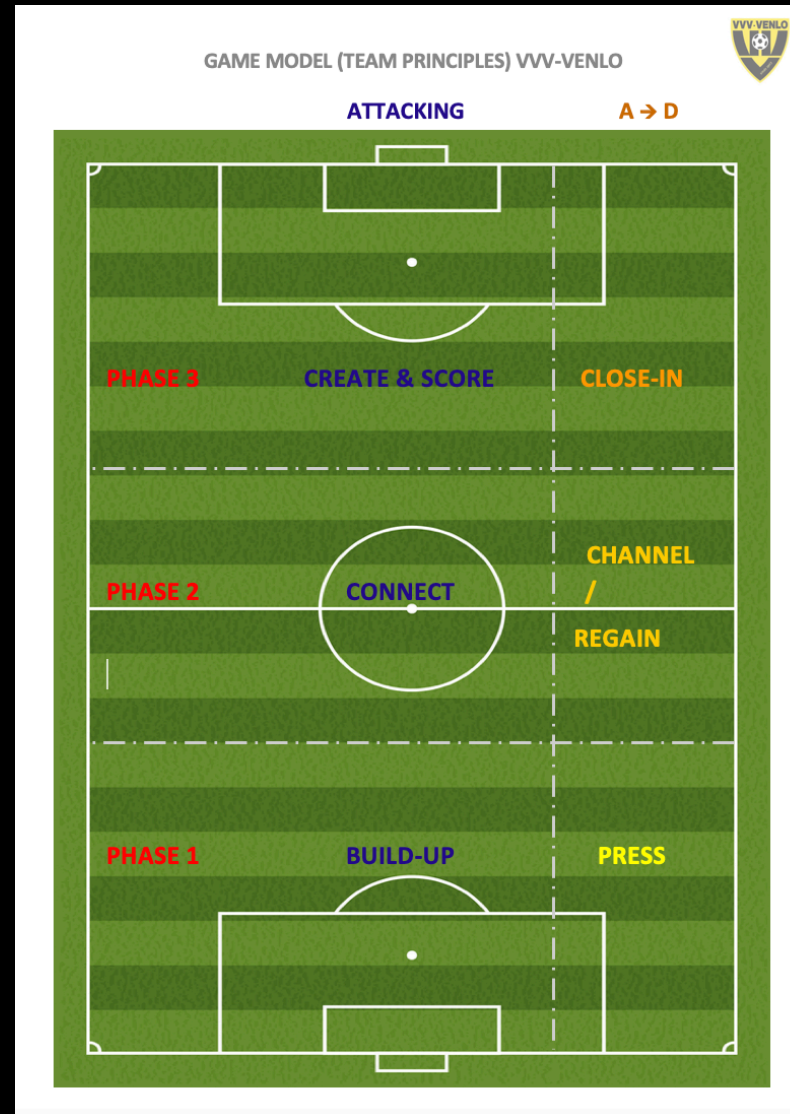 VVV-VENLO
GAME MODEL (TEAM PRINCIPLES) VVV-VENLO
ATTACKING A → D
PHASE 3 CREATE & SCORE CLOSE-IN
CHANNEL
PHASE 2 CONNECT /
REGAIN
PHASE 1 BUILD-UP PRESS